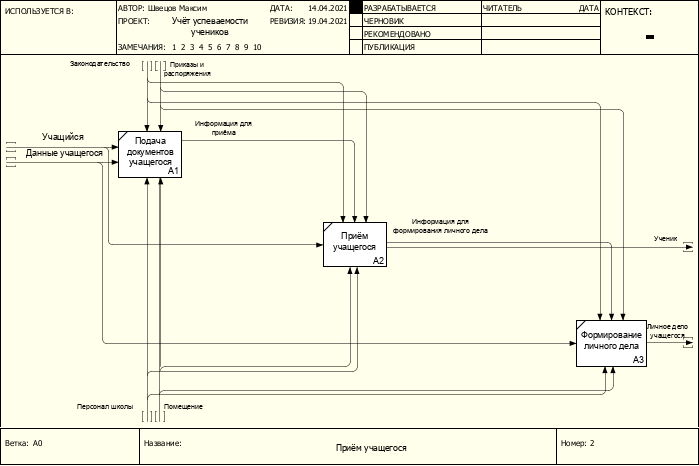 ИСПОЛЬЗУЕТСЯ В:
АВТОР: Швецов Максим
ДАТА: 14.04.2021
ПРОЕКТ: Учёт успеваемости
учеников
РЕВИЗИЯ: 19.04.2021
ЗАМЕЧАНИЯ: 1 2 3 4 5 6 7 8 9 10
РАЗРАБАТЫВАЕТСЯ
ЧЕРНОВИК
РЕКОМЕНДОВАНО
ПУБЛИКАЦИЯ
ЧИТАТЕЛЬ
ДАТА
КОНТЕКСТ:
Законодательство
Приказы и
распоряжения
Учащийся
Данные учащегося
Подача
документов
учащегося
A1
Информация для
приёма
Приём
учащегося
A2
Информация для
формирования личного дела
Ученик
Формирование
личного дела
A3
Личное дело
учащегося
Персонал школы
Помещение
Ветка: A0
Название:
Приём учащегося
Номер: 2